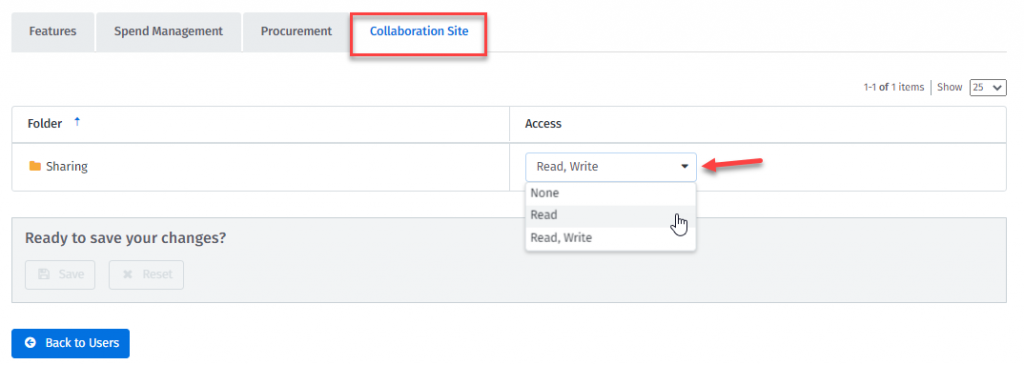 Features Spend Management Procurement Collaboration Site
1-1 of 1 items Show 25
Folder Access
Sharing Read, Write
None
Read
Read, Write
Ready to save your changes?
Save Reset
Back to Users